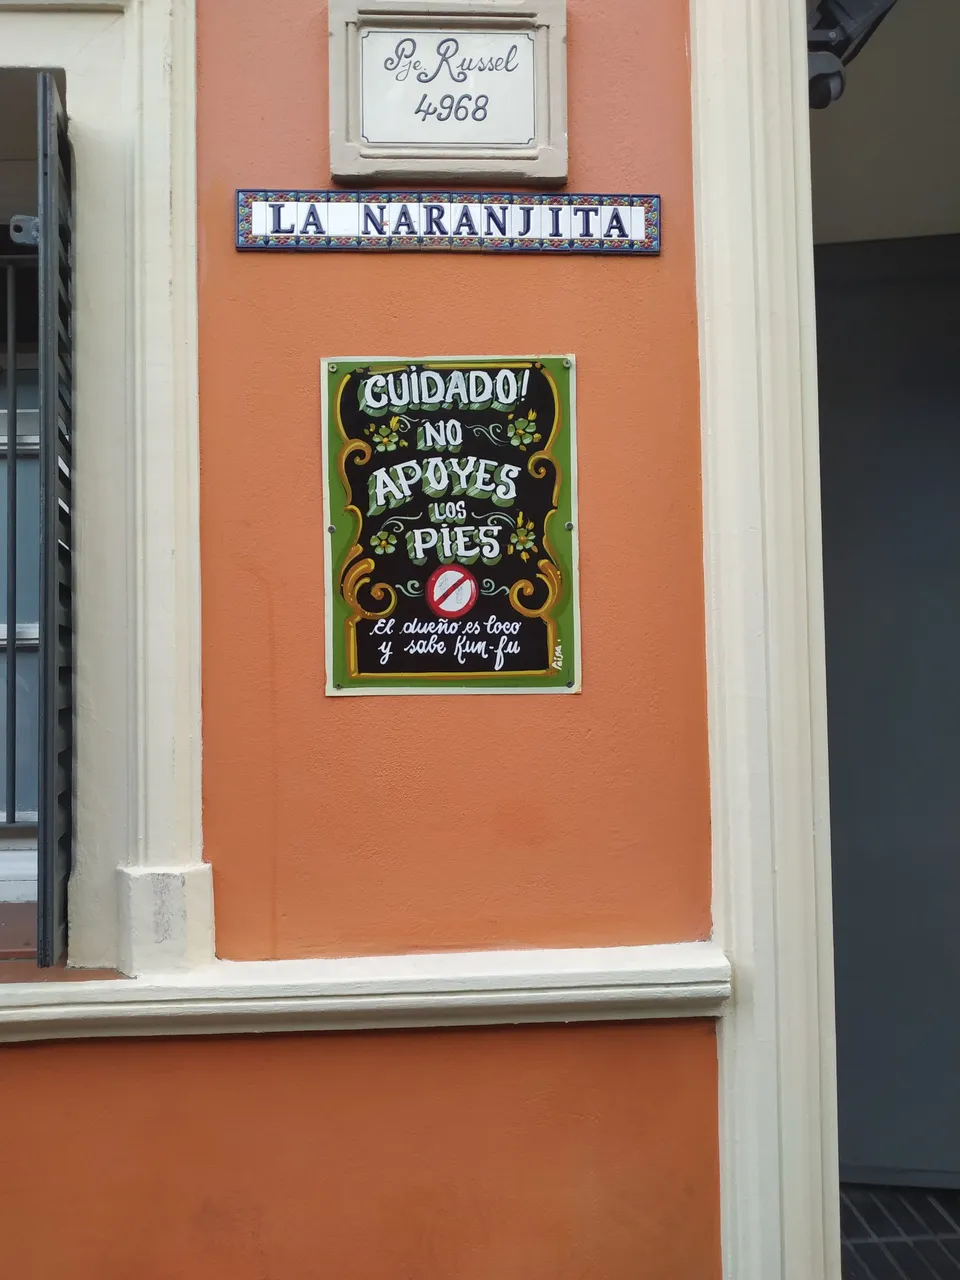 Pje. Russel
4968
LA NARANJITA
CUIDADO!
NO
APOYES
LOS
PIES
El dueño es loco
y sabe Kun-fu